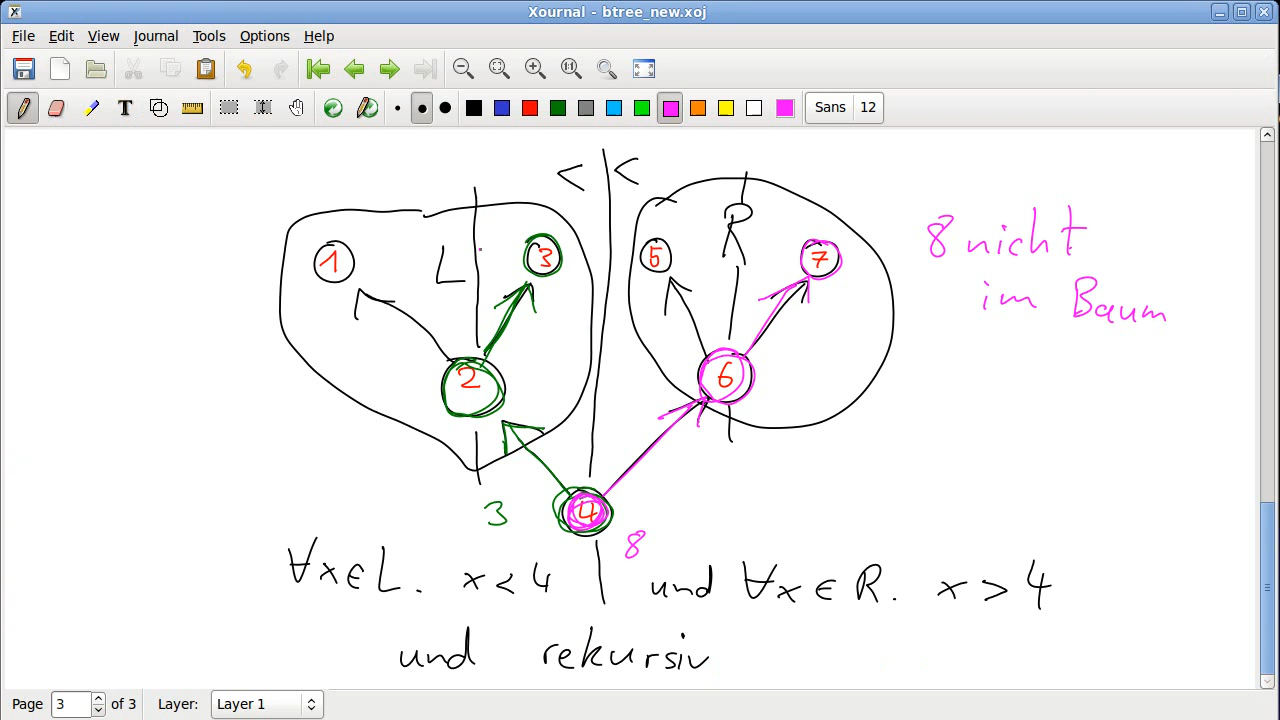 Xournal - btree_new.xoj
File Edit View Journal Tools Options Help
T Sans 12
< <
L R
1 3 5 7
8 nicht
im Baum
2 6
3 4 8
∀x∈L. x<4 und ∀x∈R. x>4
und rekursiv
Page 3 of 3 Layer: Layer 1